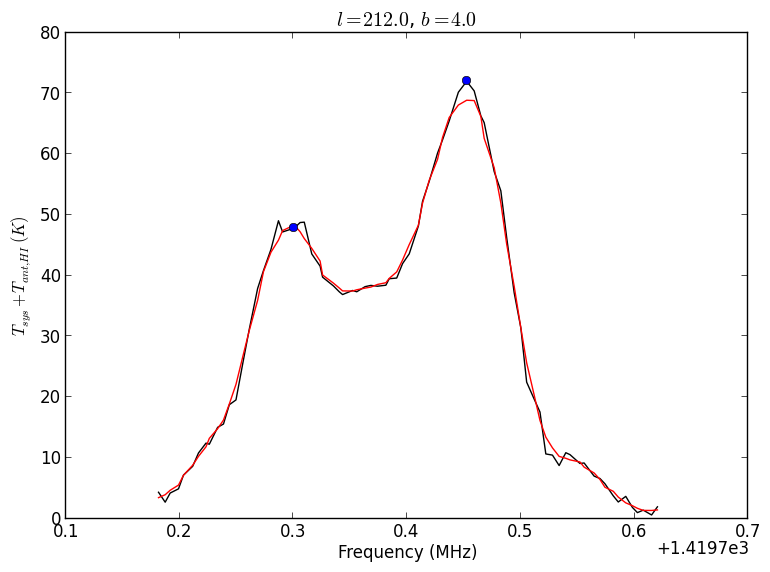 l = 212.0, b = 4.0
80
70
60
50
40
30
20
10
0
T_sys + T_ant,HI (K)
0.1 0.2 0.3 0.4 0.5 0.6 0.7
Frequency (MHz)
+1.4197e3